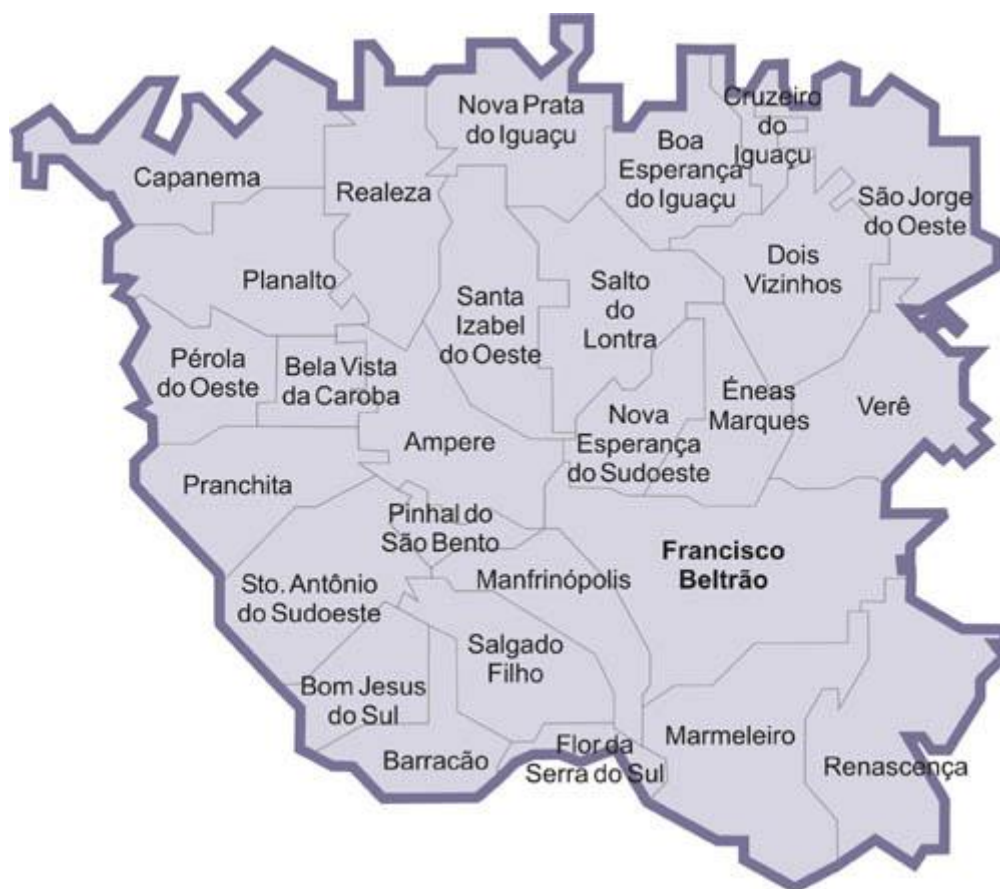 Nova Prata
do Iguaçu
Cruzeiro
do
Iguaçu
Boa
Esperança
do Iguaçu
Capanema
Realeza
São Jorge
do Oeste
Dois
Vizinhos
Planalto
Santa
Izabel
do Oeste
Salto
do
Lontra
Pérola
do Oeste
Bela Vista
da Caroba
Éneas
Marques
Verê
Nova
Esperança
do Sudoeste
Ampere
Pranchita
Pinhal do
São Bento
Francisco
Beltrão
Manfrinópolis
Sto. Antônio
do Sudoeste
Salgado
Filho
Bom Jesus
do Sul
Barracão
Flor da
Serra do Sul
Marmeleiro
Renascença